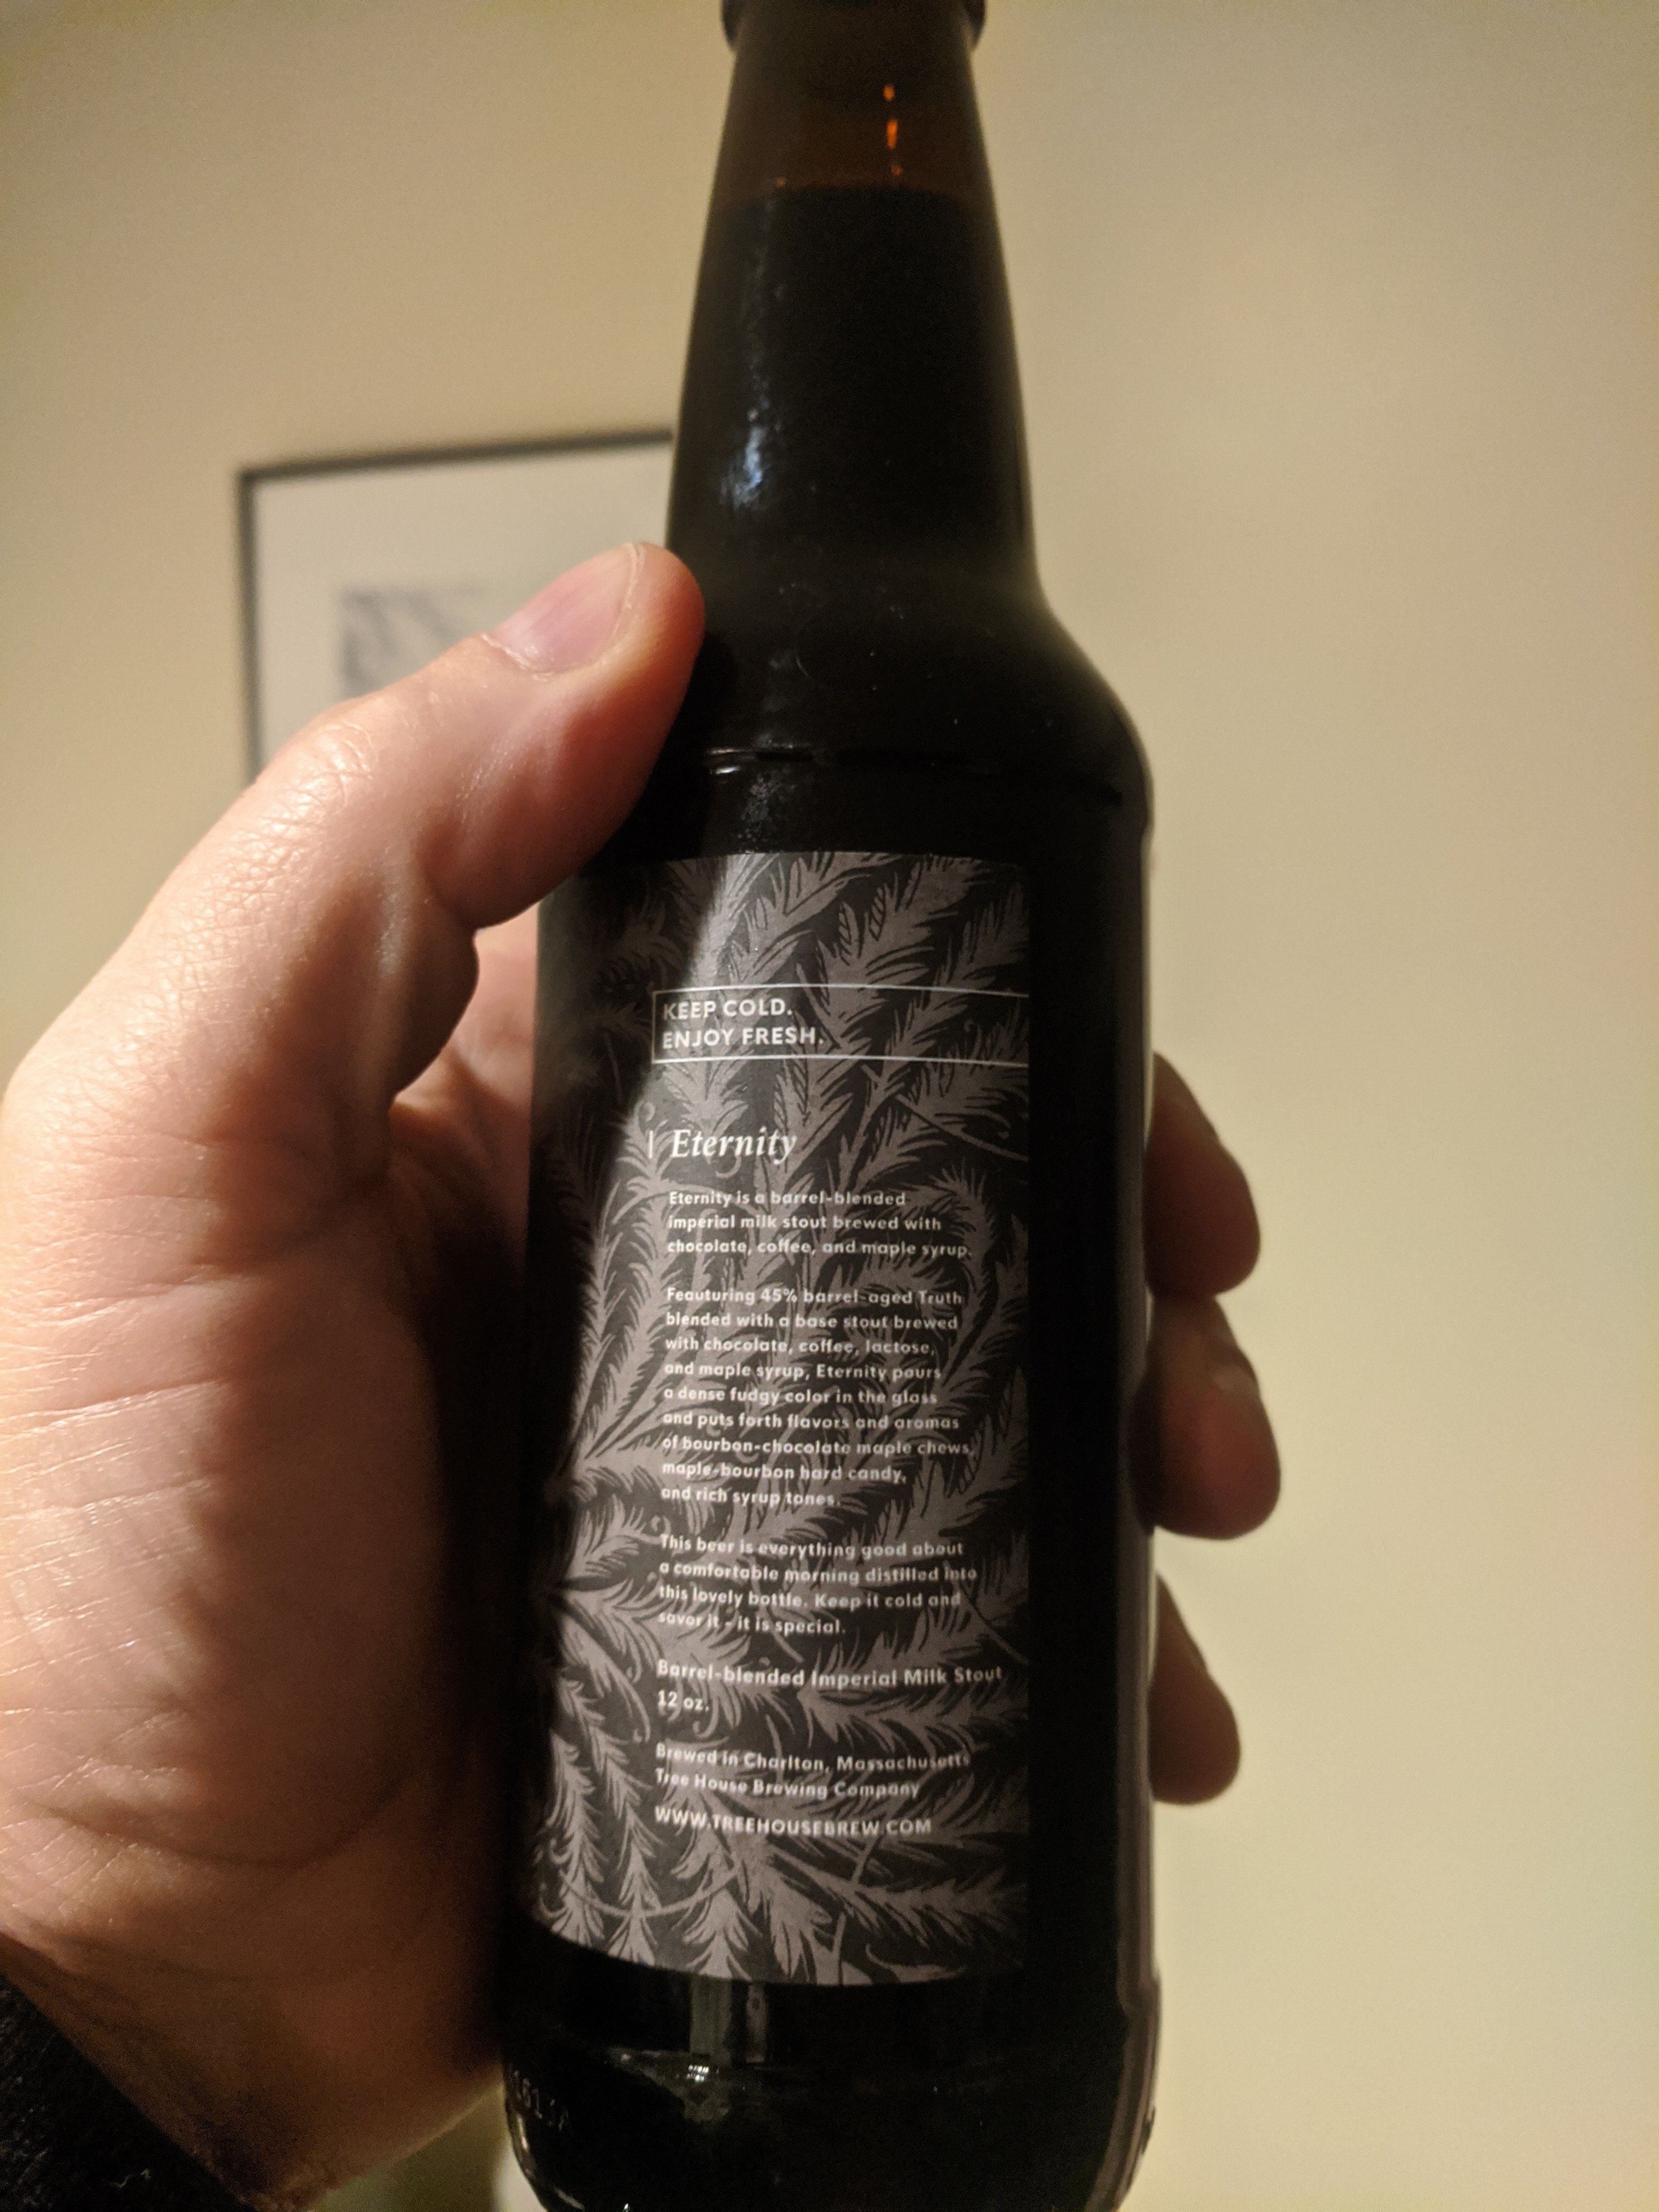 KEEP COLD.
ENJOY FRESH.
Eternity
Eternity is a barrel-blended
imperial milk stout brewed with
chocolate, coffee, and maple syrup.
Feauturing 45% barrel-aged Truth
blended with a base stout brewed
with chocolate, coffee, lactose,
and maple syrup, Eternity pours
a dense fudgy color in the glass
and puts forth flavors and aromas
of bourbon-chocolate maple chews,
maple-bourbon hard candy,
and rich syrup tones.
This beer is everything good about
a comfortable morning distilled into
this lovely bottle. Keep it cold and
savor it - it is special.
Barrel-blended Imperial Milk Stout
12 oz.
Brewed in Charlton, Massachusetts
Tree House Brewing Company
WWW.TREEHOUSEBREW.COM